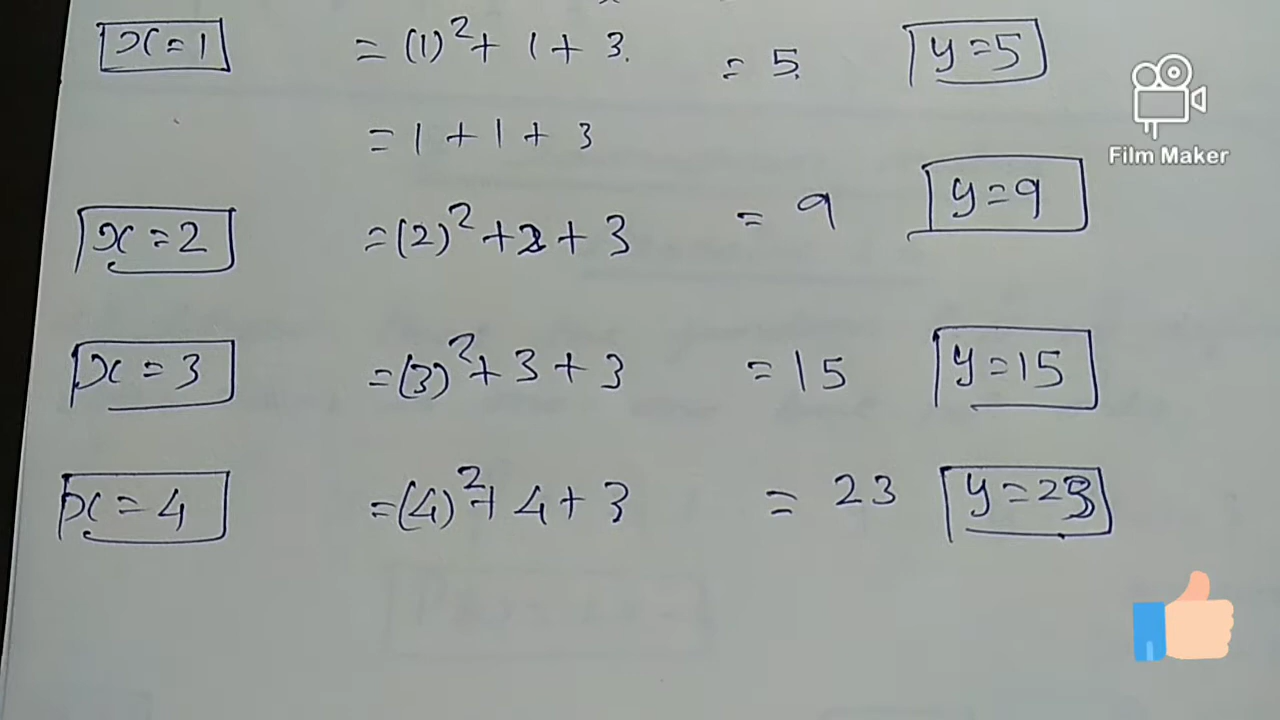 x=1 = (1)²+ 1 + 3. = 5. y=5
= 1 + 1 + 3
x=2 =(2)²+2+3 = 9 y=9
x=3 =(3)²+3+3 =15 y=15
x=4 =(4)²+4+3 = 23 y=23
Film Maker